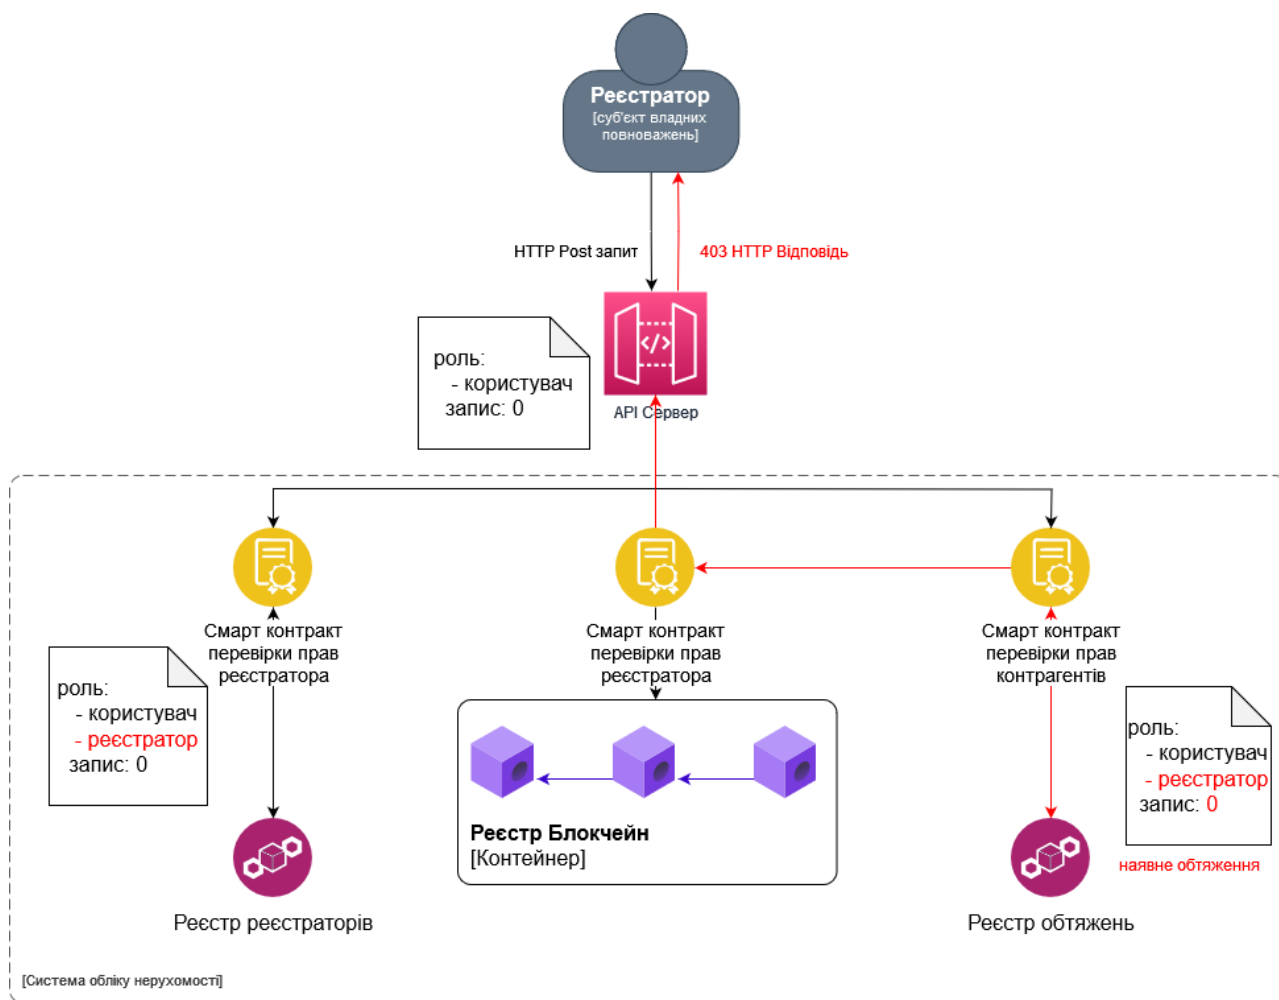 Реєстратор
[суб'єкт владних
повноважень]
HTTP Post запит
403 HTTP Відповідь
роль:
- користувач
запис: 0
API Сервер
Смарт контракт
перевірки прав
реєстратора
Смарт контракт
перевірки прав
реєстратора
Смарт контракт
перевірки прав
контрагентів
роль:
- користувач
- реєстратор
запис: 0
роль:
- користувач
- реєстратор
запис: 0
наявне обтяження
Реєстр Блокчейн
[Контейнер]
Реєстр реєстраторів
Реєстр обтяжень
[Система обліку нерухомості]